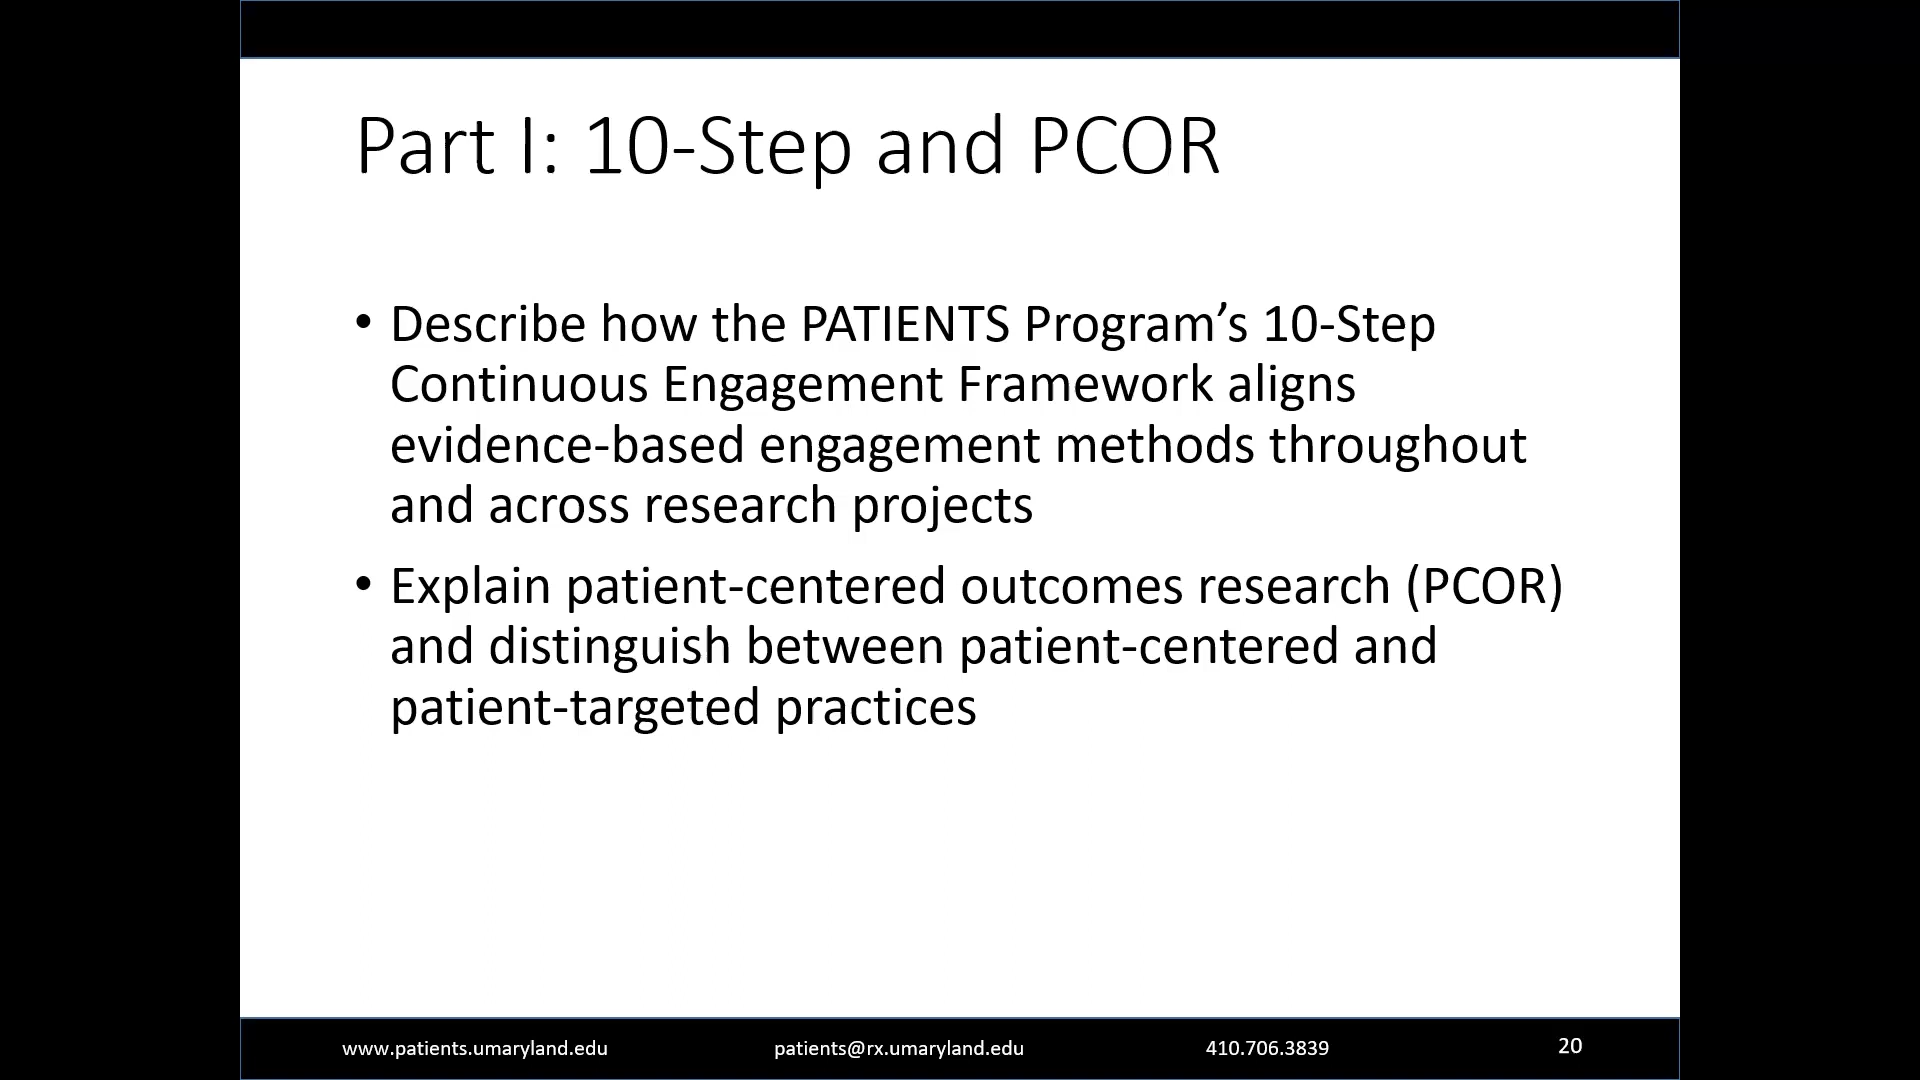 Part I: 10-Step and PCOR
• Describe how the PATIENTS Program’s 10-Step
Continuous Engagement Framework aligns
evidence-based engagement methods throughout
and across research projects
• Explain patient-centered outcomes research (PCOR)
and distinguish between patient-centered and
patient-targeted practices
www.patients.umaryland.edu patients@rx.umaryland.edu 410.706.3839 20